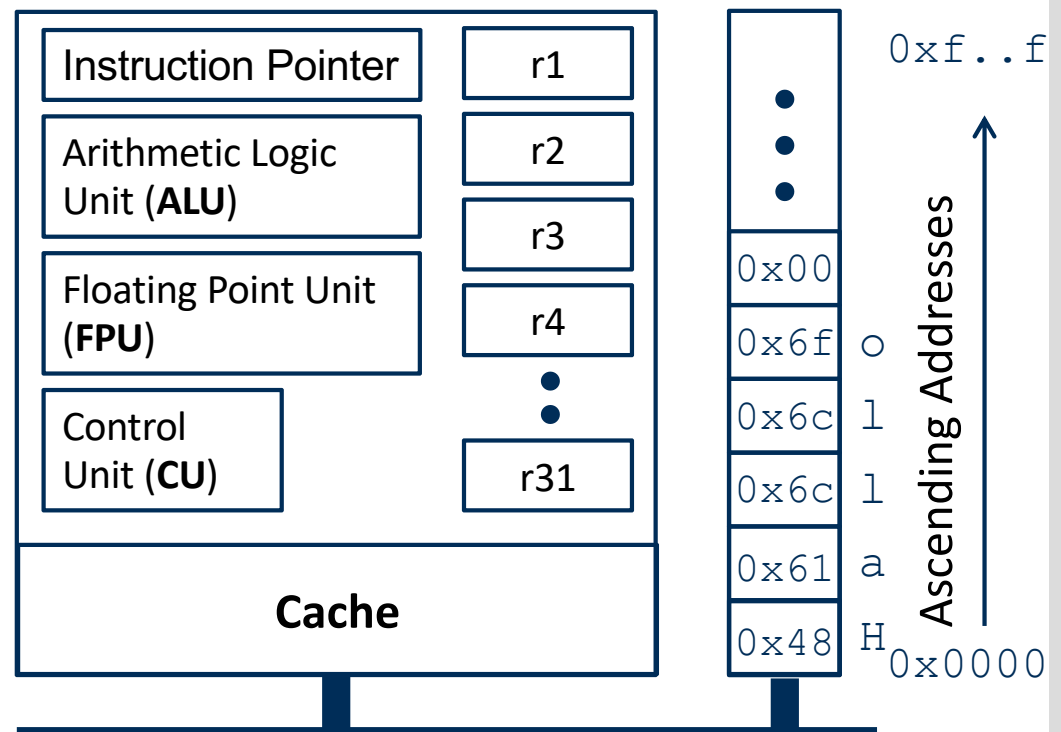 Instruction Pointer
Arithmetic Logic
Unit (ALU)
Floating Point Unit
(FPU)
Control
Unit (CU)
r1
r2
r3
r4
r31
Cache
0x00
0x6f o
0x6c l
0x6c l
0x61 a
0x48 H
0xf..f
Ascending Addresses
0x0000